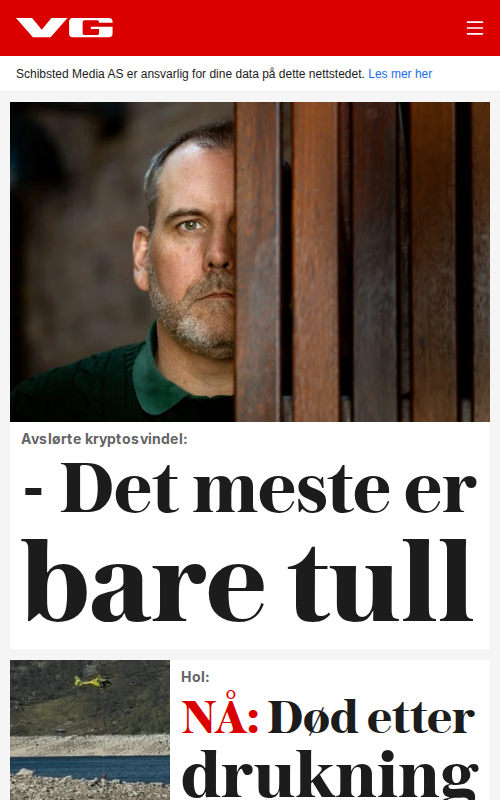 VG
Schibsted Media AS er ansvarlig for dine data på dette nettstedet. Les mer her
Avslørte kryptosvindel:
- Det meste er
bare tull
Hol:
NÅ: Død etter
drukning